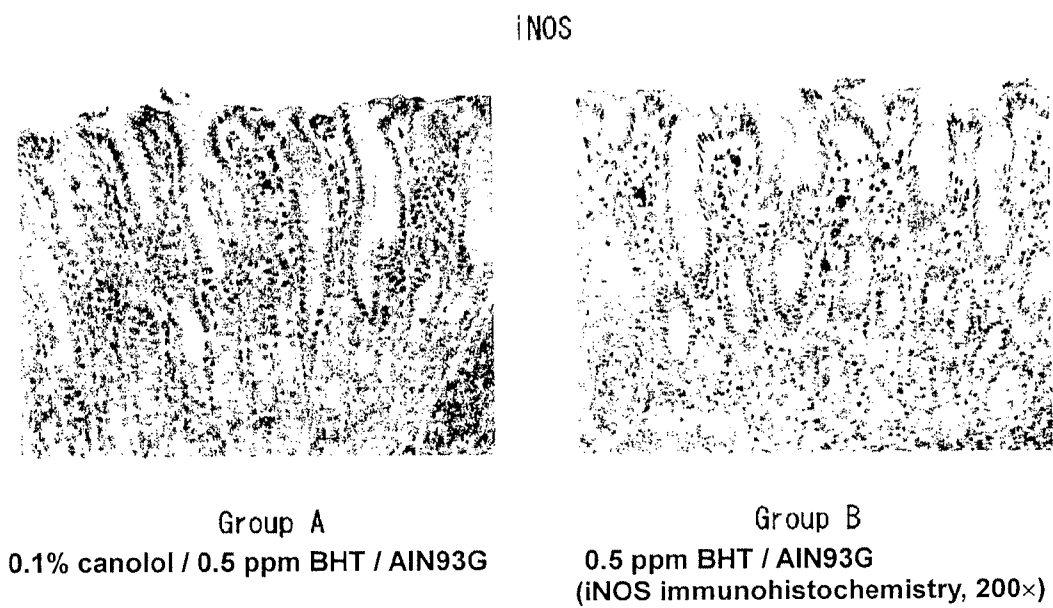 iNOS
Group A
0.1% canolol / 0.5 ppm BHT / AIN93G
Group B
0.5 ppm BHT / AIN93G
(iNOS immunohistochemistry, 200×)